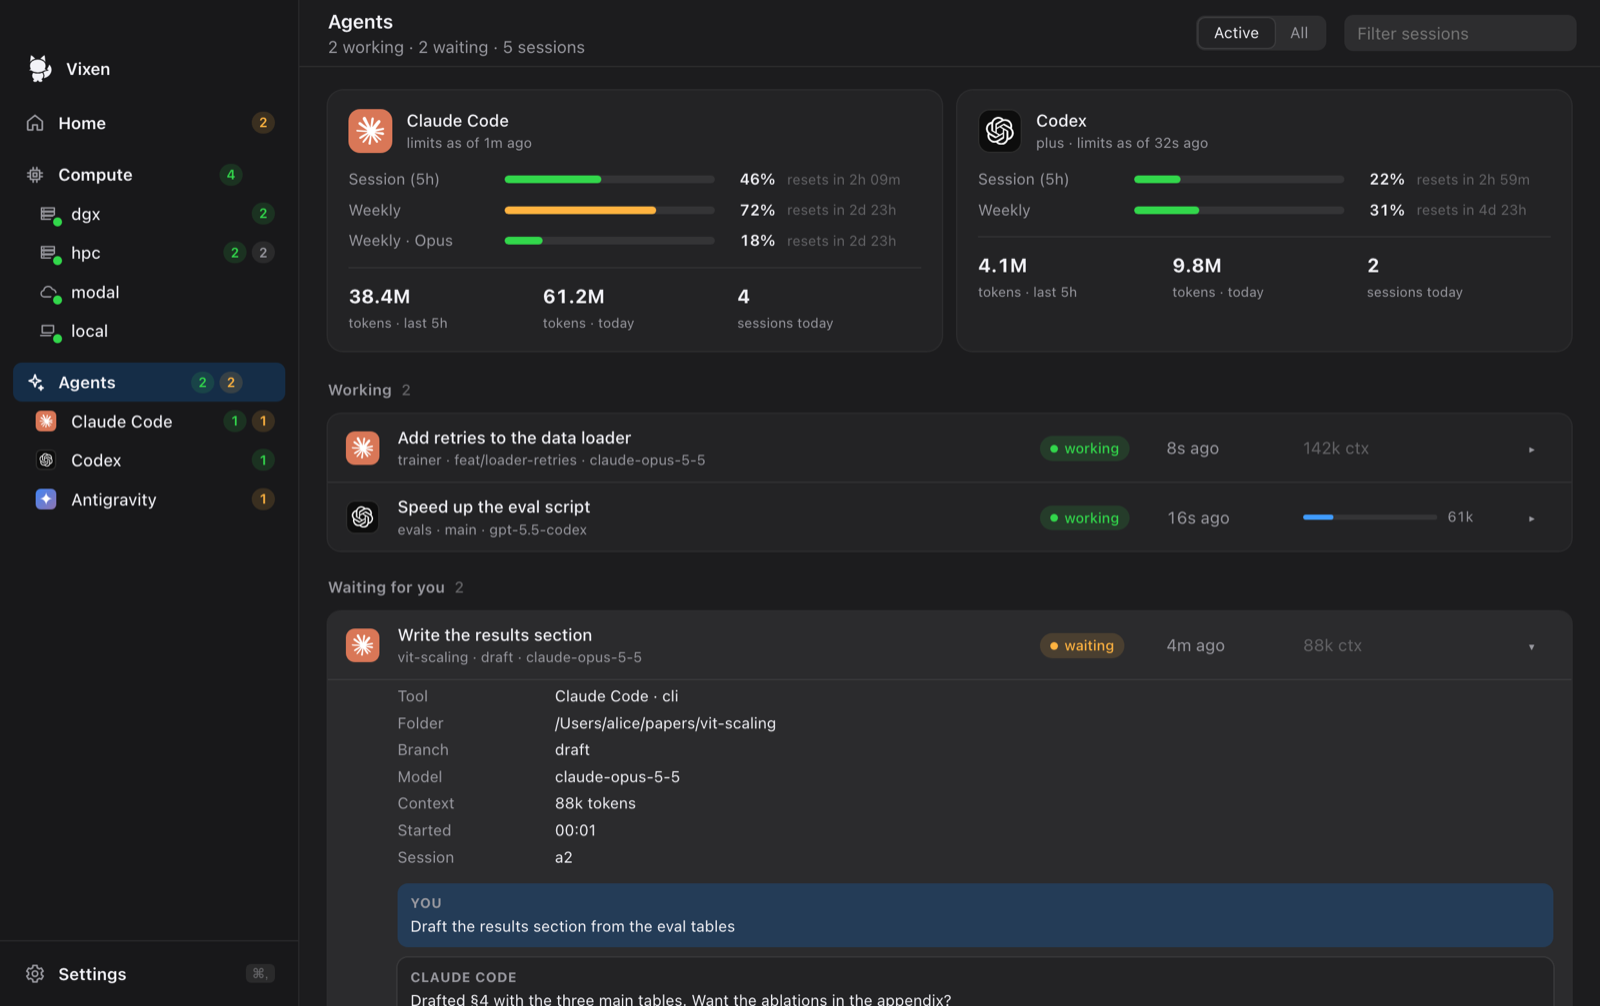 Vixen
Home 2
Compute 4
dgx 2
hpc 2 2
modal
local
Agents 2 2
Claude Code 1 1
Codex 1
Antigravity 1
Settings ⌘,
Agents
2 working · 2 waiting · 5 sessions
Active All
Filter sessions
Claude Code
limits as of 1m ago
Session (5h) 46% resets in 2h 09m
Weekly 72% resets in 2d 23h
Weekly · Opus 18% resets in 2d 23h
38.4M 61.2M 4
tokens · last 5h tokens · today sessions today
Codex
plus · limits as of 32s ago
Session (5h) 22% resets in 2h 59m
Weekly 31% resets in 4d 23h
4.1M 9.8M 2
tokens · last 5h tokens · today sessions today
Working 2
Add retries to the data loader
trainer · feat/loader-retries · claude-opus-5-5
working 8s ago 142k ctx
Speed up the eval script
evals · main · gpt-5.5-codex
working 16s ago 61k
Waiting for you 2
Write the results section
vit-scaling · draft · claude-opus-5-5
waiting 4m ago 88k ctx
Tool Claude Code · cli
Folder /Users/alice/papers/vit-scaling
Branch draft
Model claude-opus-5-5
Context 88k tokens
Started 00:01
Session a2
YOU
Draft the results section from the eval tables
CLAUDE CODE
Drafted §4 with the three main tables. Want the ablations in the appendix?